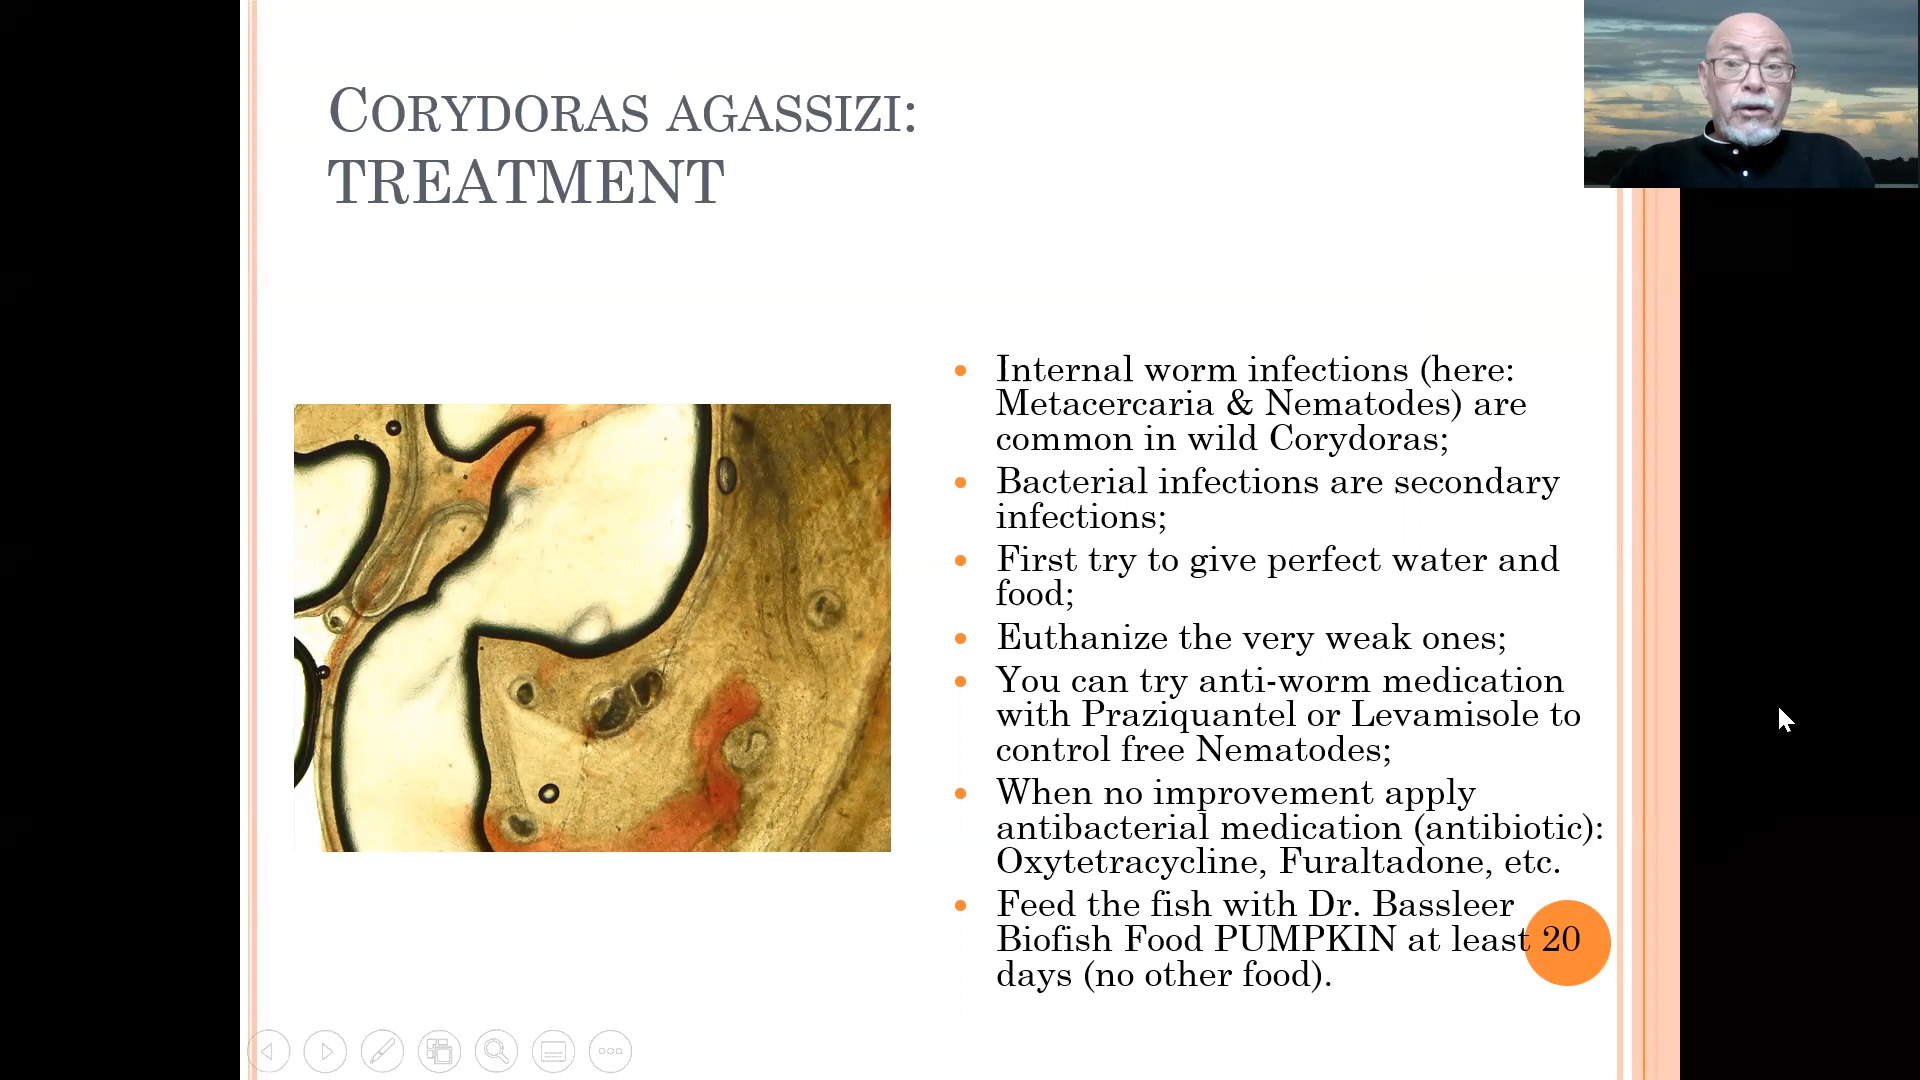 CORYDORAS AGASSIZI:
TREATMENT
• Internal worm infections (here:
Metacercaria & Nematodes) are
common in wild Corydoras;
• Bacterial infections are secondary
infections;
• First try to give perfect water and
food;
• Euthanize the very weak ones;
• You can try anti-worm medication
with Praziquantel or Levamisole to
control free Nematodes;
• When no improvement apply
antibacterial medication (antibiotic):
Oxytetracycline, Furaltadone, etc.
• Feed the fish with Dr. Bassleer
Biofish Food PUMPKIN at least 20
days (no other food).